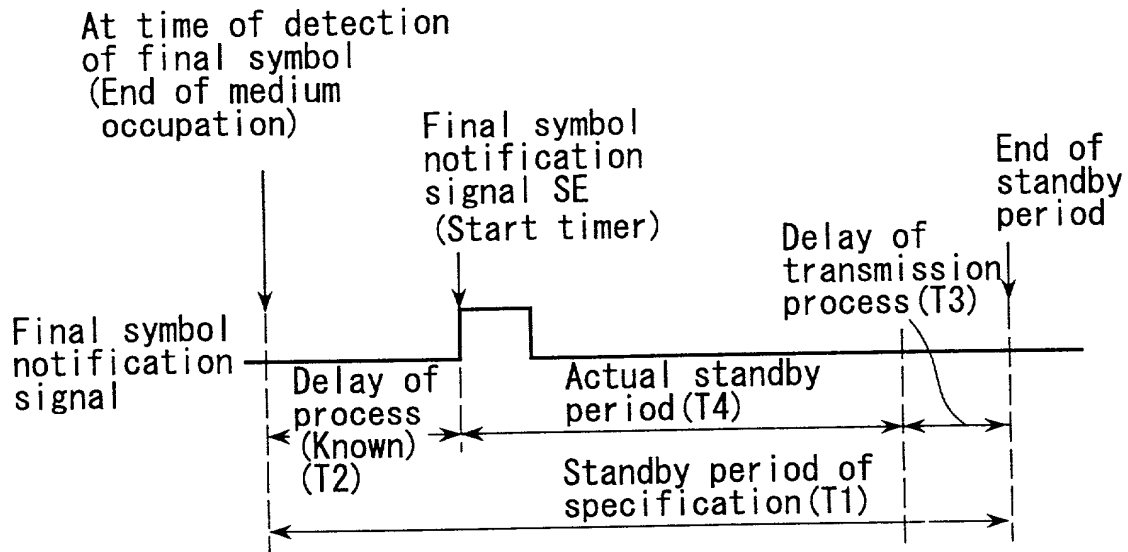 At time of detection
of final symbol
(End of medium
occupation)
Final symbol
notification
signal SE
(Start timer)
End of
standby
period
Delay of
transmission
process(T3)
Final symbol
notification
signal
Delay of
process
(Known)
(T2)
Actual standby
period(T4)
Standby period of
specification(T1)